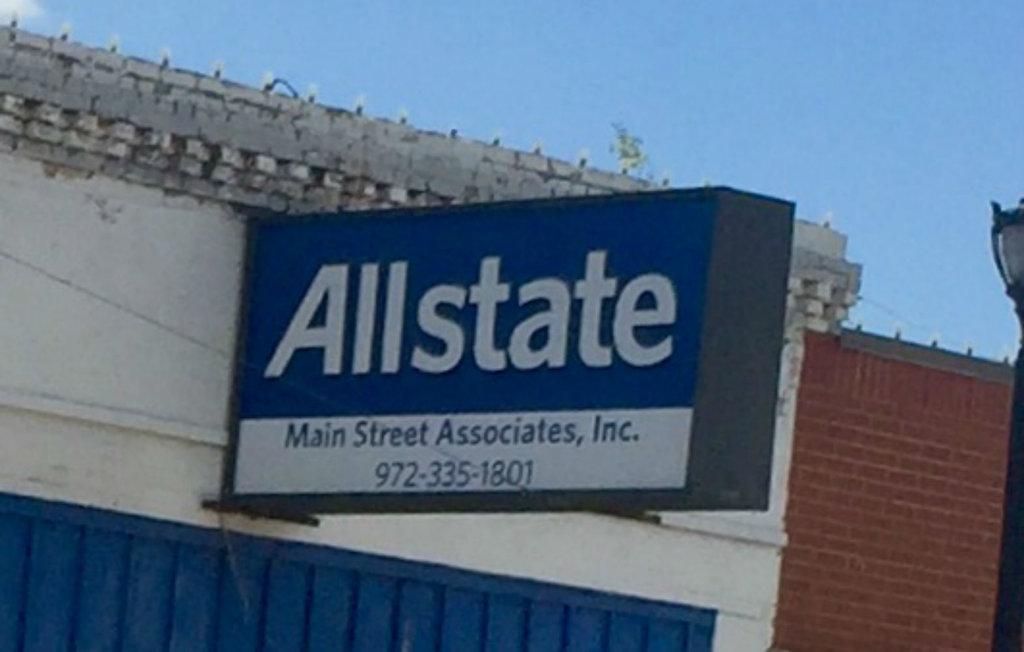 Allstate
Main Street Associates, Inc.
972-335-1801